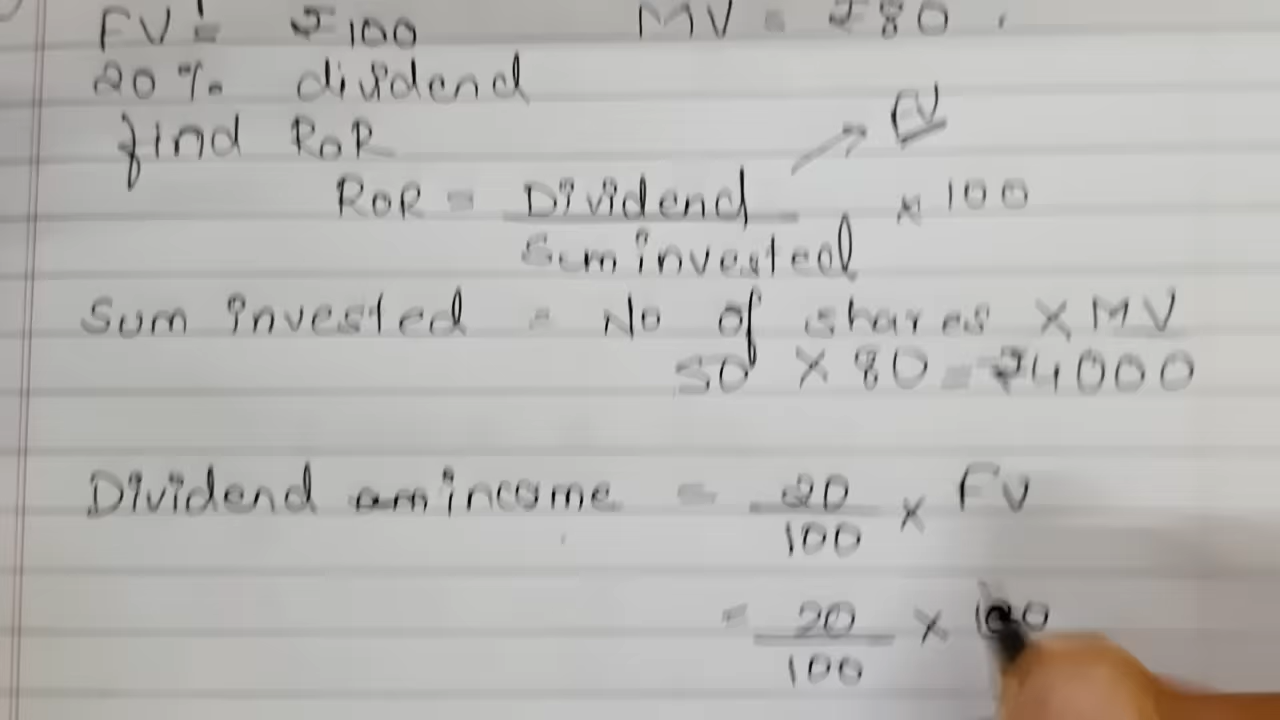 FV = ₹100 MV = ₹80.
20% dividend
find ROR
FV
ROR = Dividend × 100
Sum invested
Sum invested = No of shares × MV
50 × 80 = ₹4000
Dividend income = 20 × FV
100
= 20 × 100
100